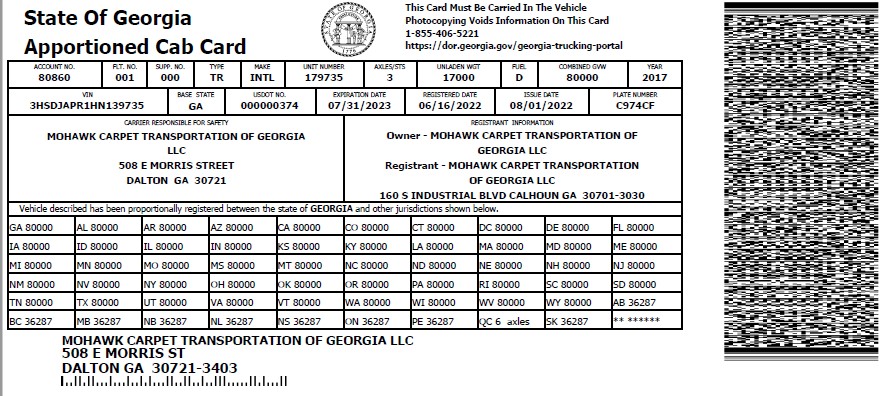 State Of Georgia
Apportioned Cab Card
This Card Must Be Carried In The Vehicle
Photocopying Voids Information On This Card
1-855-406-5221
https://dor.georgia.gov/georgia-trucking-portal
ACCOUNT NO. FLT. NO. SUPP. NO. TYPE MAKE UNIT NUMBER AXLES/STS UNLADEN WGT FUEL COMBINED GVW YEAR
80860 001 000 TR INTL 179735 3 17000 D 80000 2017
VIN BASE STATE USDOT NO. EXPIRATION DATE REGISTERED DATE ISSUE DATE PLATE NUMBER
3HSDJAPR1HN139735 GA 000000374 07/31/2023 06/16/2022 08/01/2022 C974CF
CARRIER RESPONSIBLE FOR SAFETY
MOHAWK CARPET TRANSPORTATION OF GEORGIA
LLC
508 E MORRIS STREET
DALTON GA 30721
REGISTRANT INFORMATION
Owner - MOHAWK CARPET TRANSPORTATION OF
GEORGIA LLC
Registrant - MOHAWK CARPET TRANSPORTATION
OF GEORGIA LLC
160 S INDUSTRIAL BLVD CALHOUN GA 30701-3030
Vehicle described has been proportionally registered between the state of GEORGIA and other jurisdictions shown below.
GA 80000 AL 80000 AR 80000 AZ 80000 CA 80000 CO 80000 CT 80000 DC 80000 DE 80000 FL 80000
IA 80000 ID 80000 IL 80000 IN 80000 KS 80000 KY 80000 LA 80000 MA 80000 MD 80000 ME 80000
MI 80000 MN 80000 MO 80000 MS 80000 MT 80000 NC 80000 ND 80000 NE 80000 NH 80000 NJ 80000
NM 80000 NV 80000 NY 80000 OH 80000 OK 80000 OR 80000 PA 80000 RI 80000 SC 80000 SD 80000
TN 80000 TX 80000 UT 80000 VA 80000 VT 80000 WA 80000 WI 80000 WV 80000 WY 80000 AB 36287
BC 36287 MB 36287 NB 36287 NL 36287 NS 36287 ON 36287 PE 36287 QC 6 axles SK 36287 ** ******
MOHAWK CARPET TRANSPORTATION OF GEORGIA LLC
508 E MORRIS ST
DALTON GA 30721-3403